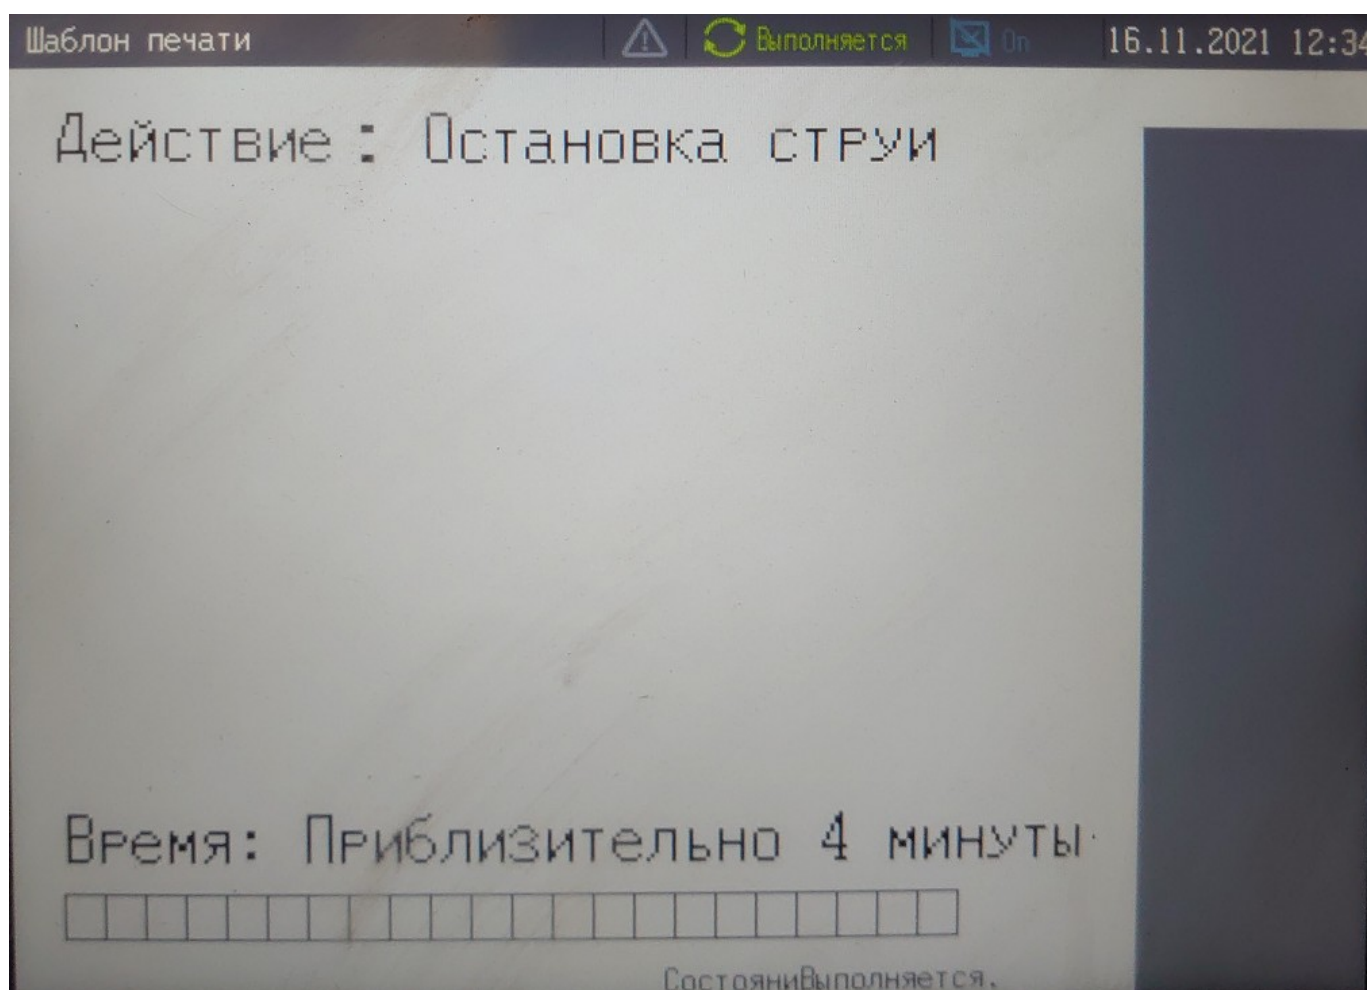 Шаблон печати Выполняется On 16.11.2021 12:34
Действие: Остановка струи
Время: Приблизительно 4 минуты
СостояниВыполняется.